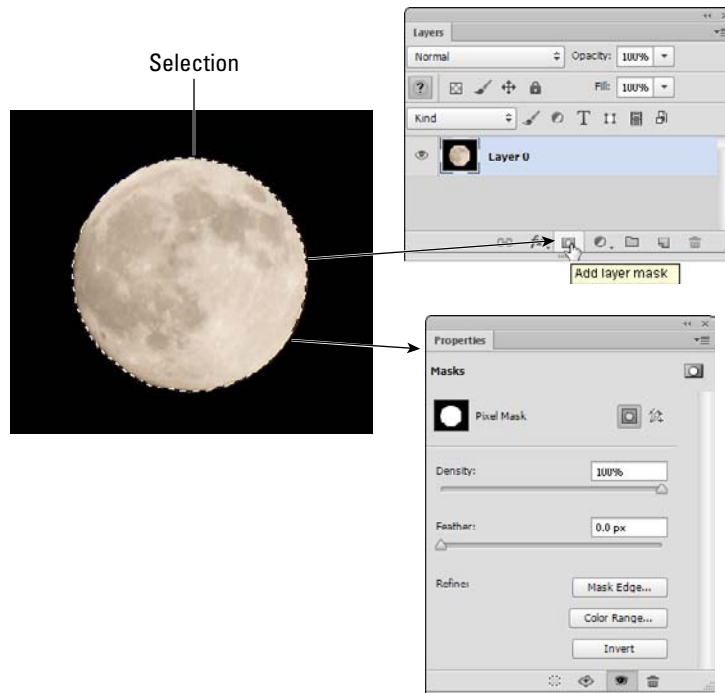 Selection
Layers
Normal
Opacity: 100%
Fill: 100%
Kind
T
Layer 0
fx
Add layer mask
Properties
Masks
Pixel Mask
Density: 100%
Feather: 0.0 px
Refine:
Mask Edge...
Color Range...
Invert